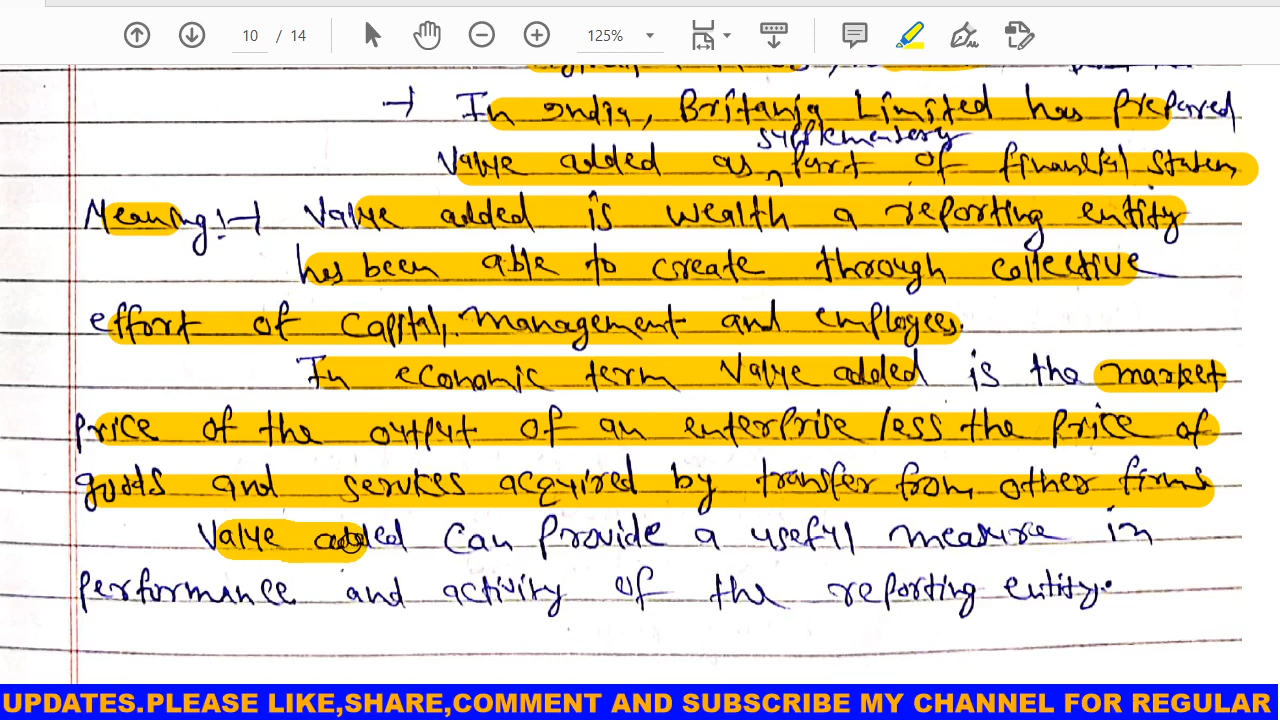 10 / 14 125%
→ In India, Britania Limited has prepared
supplementary
Value added as part of financial statem
Meaning:→ Value added is wealth a reporting entity
has been able to create through collective
effort of capital, management and employees.
In economic term Value added is the market
price of the output of an enterprise less the price of
goods and services acquired by transfer from other firms
Value added can provide a useful measure in
performance and activity of the reporting entity.
UPDATES.PLEASE LIKE,SHARE,COMMENT AND SUBSCRIBE MY CHANNEL FOR REGULAR